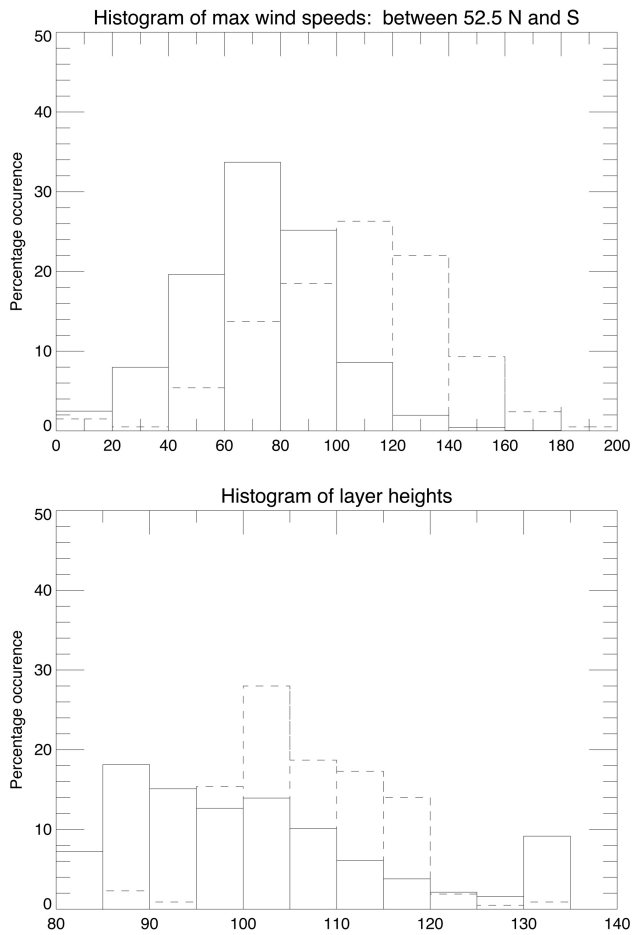 Histogram of max wind speeds: between 52.5 N and S
50
40
30
20
10
0
Percentage occurence
0 20 40 60 80 100 120 140 160 180 200
Histogram of layer heights
50
40
30
20
10
0
Percentage occurence
80 90 100 110 120 130 140